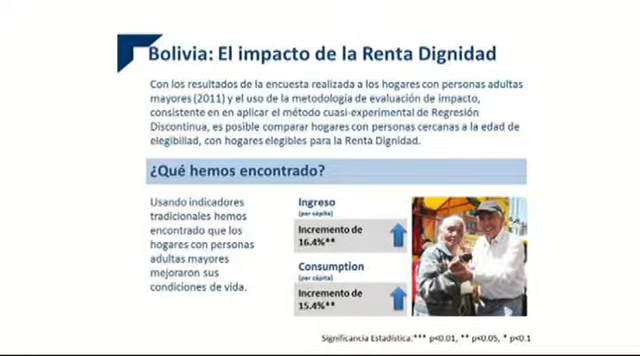 Bolivia: El impacto de la Renta Dignidad
Con los resultados de la encuesta realizada a los hogares con personas adultas
mayores (2011) y el uso de la metodología de evaluación de impacto,
consistente en en aplicar el método cuasi-experimental de Regresión
Discontinua, es posible comparar hogares con personas cercanas a la edad de
elegibiliad, con hogares elegibles para la Renta Dignidad.
¿Qué hemos encontrado?
Usando indicadores
tradicionales hemos
encontrado que los
hogares con personas
adultas mayores
mejoraron sus
condiciones de vida.
Ingreso
(per cápita)
Incremento de
16.4%**
Consumption
(per cápita)
Incremento de
15.4%**
Significancia Estadística:*** p<0.01, ** p<0.05, * p<0.1